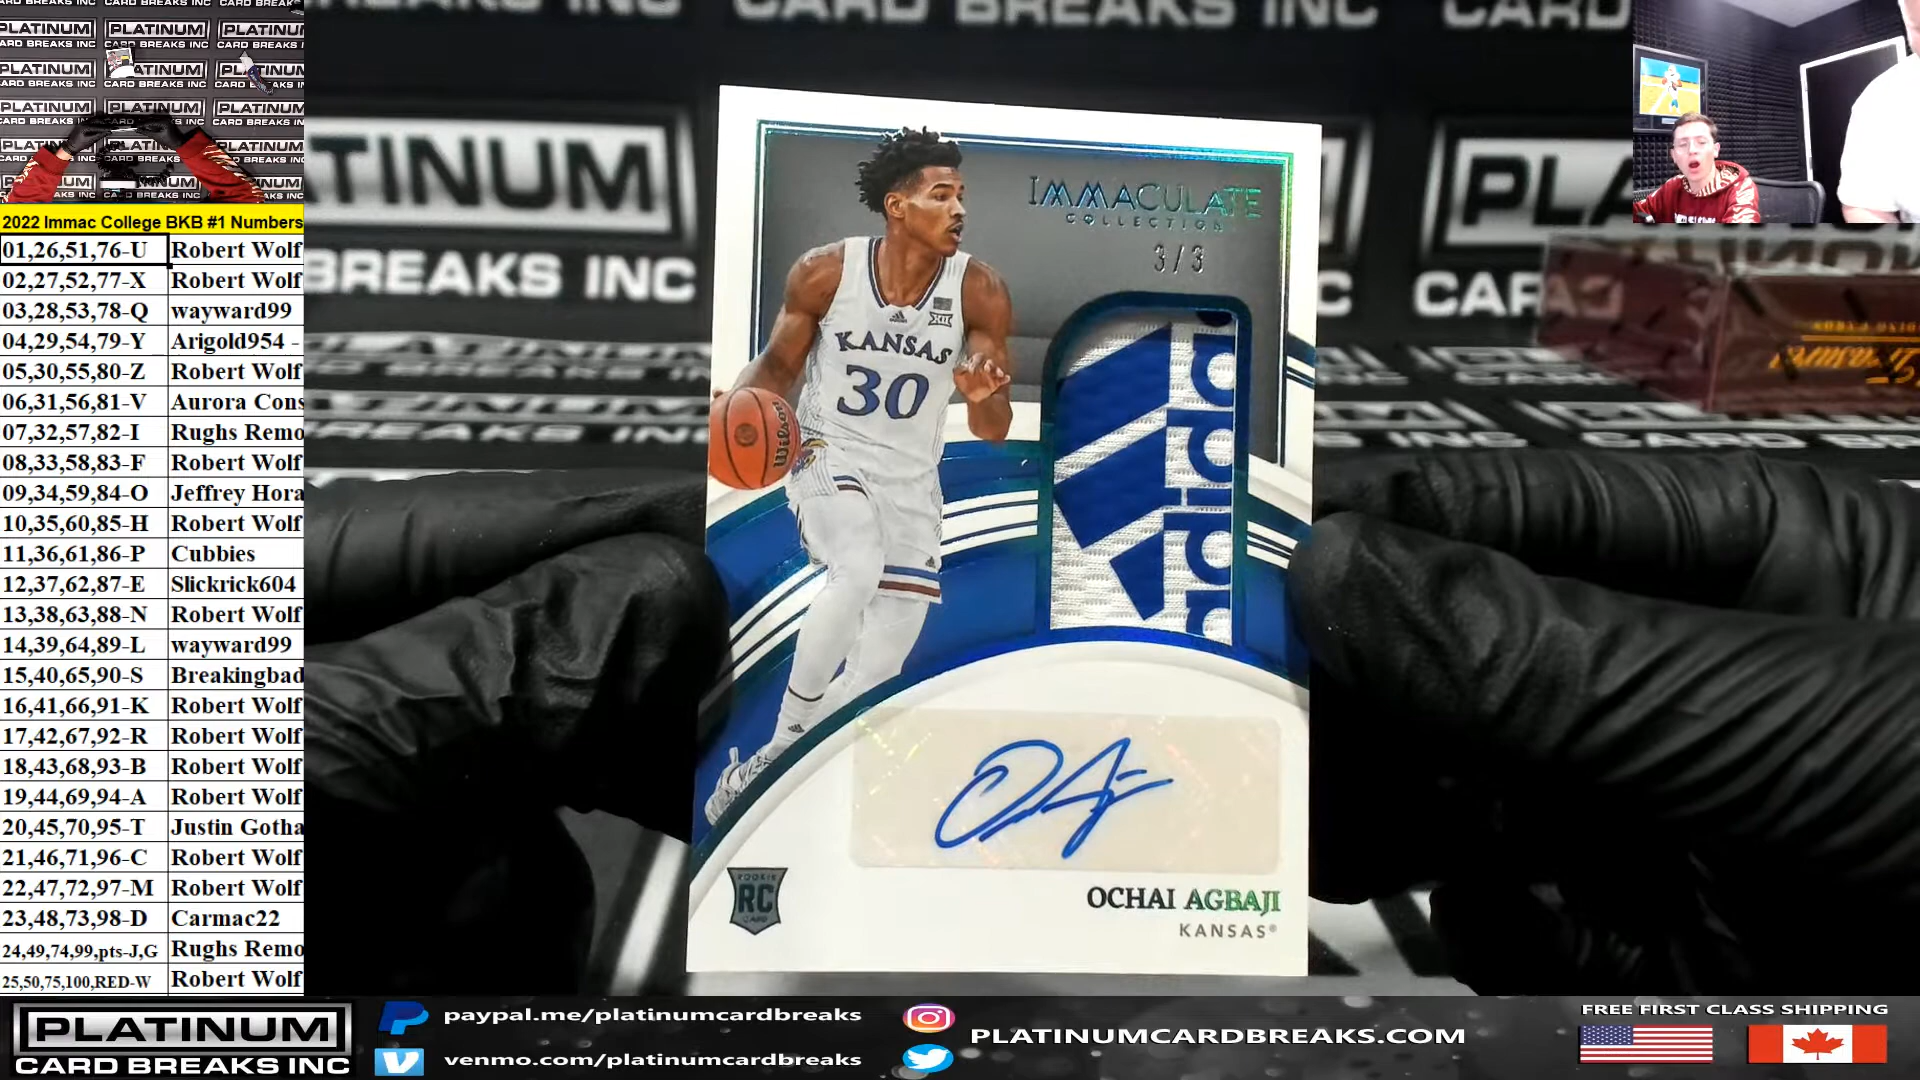 2022 Immac College BKB #1 Numbers
01,26,51,76-U Robert Wolf
02,27,52,77-X Robert Wolf
03,28,53,78-Q wayward99
04,29,54,79-Y Arigold954 -
05,30,55,80-Z Robert Wolf
06,31,56,81-V Aurora Cons
07,32,57,82-I Rughs Remo
08,33,58,83-F Robert Wolf
09,34,59,84-O Jeffrey Hora
10,35,60,85-H Robert Wolf
11,36,61,86-P Cubbies
12,37,62,87-E Slickrick604
13,38,63,88-N Robert Wolf
14,39,64,89-L wayward99
15,40,65,90-S Breakingbad
16,41,66,91-K Robert Wolf
17,42,67,92-R Robert Wolf
18,43,68,93-B Robert Wolf
19,44,69,94-A Robert Wolf
20,45,70,95-T Justin Gotha
21,46,71,96-C Robert Wolf
22,47,72,97-M Robert Wolf
23,48,73,98-D Carmac22
24,49,74,99,pts-J,G Rughs Remo
25,50,75,100,RED-W Robert Wolf
IMMACULATE
COLLECTION
3/3
KANSAS
30
XII
Wilson
adidas
ROOKIE
RC
CARD
OCHAI AGBAJI
KANSAS®
PLATINUM
CARD BREAKS INC
paypal.me/platinumcardbreaks
venmo.com/platinumcardbreaks
PLATINUMCARDBREAKS.COM
FREE FIRST CLASS SHIPPING